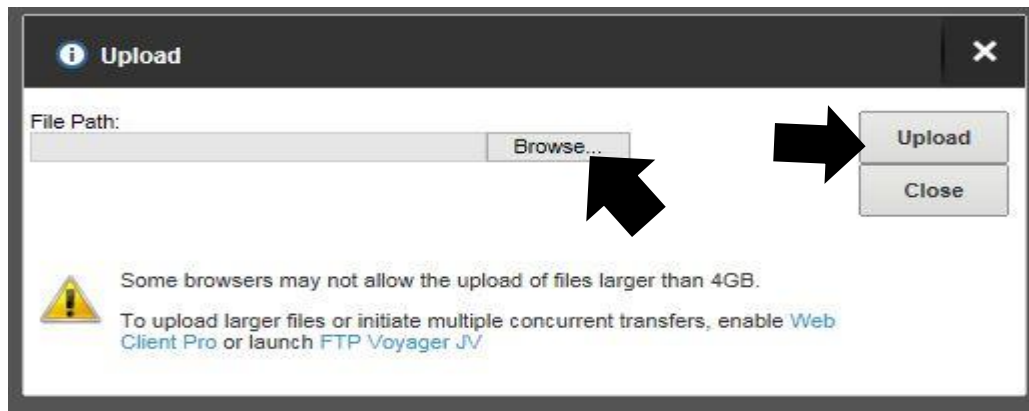 Upload
File Path:
Browse...
Upload
Close
Some browsers may not allow the upload of files larger than 4GB.
To upload larger files or initiate multiple concurrent transfers, enable Web
Client Pro or launch FTP Voyager JV